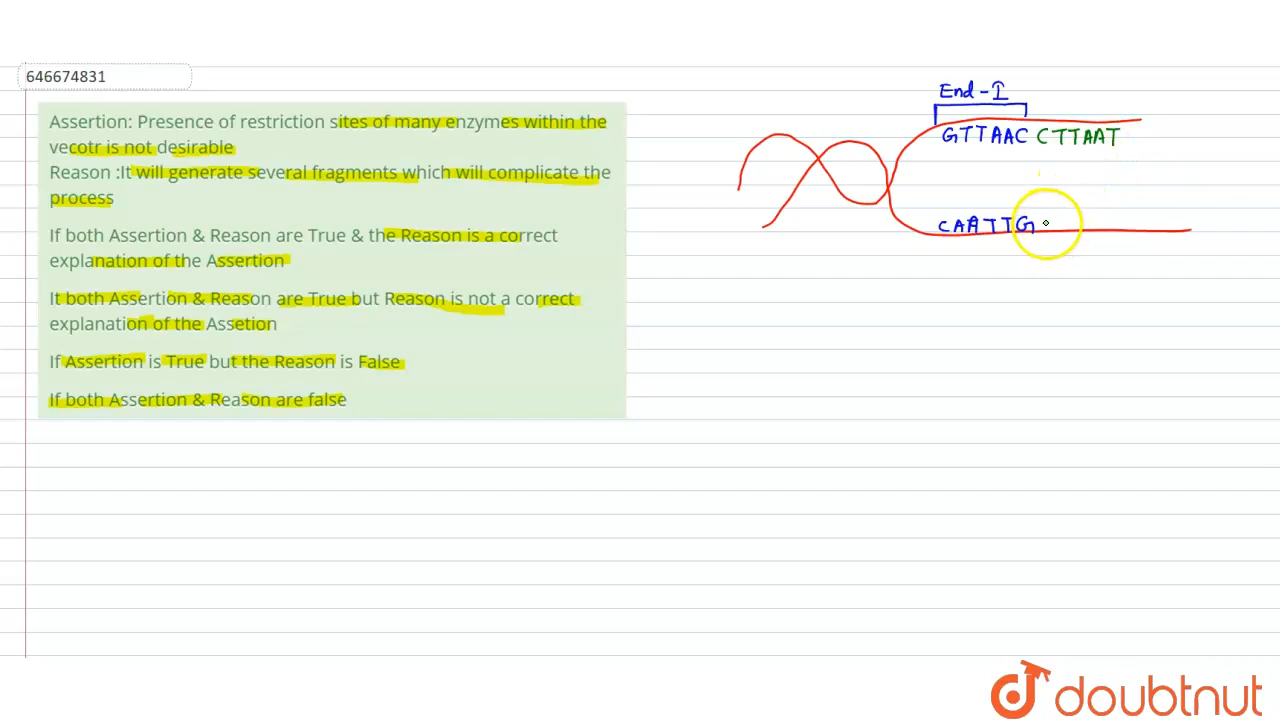 646674831
Assertion: Presence of restriction sites of many enzymes within the
vecotr is not desirable
Reason :It will generate several fragments which will complicate the
process
If both Assertion & Reason are True & the Reason is a correct
explanation of the Assertion
It both Assertion & Reason are True but Reason is not a correct
explanation of the Assetion
If Assertion is True but the Reason is False
If both Assertion & Reason are false
End - I
GTTAAC CTTAAT
CAATTG
doubtnut